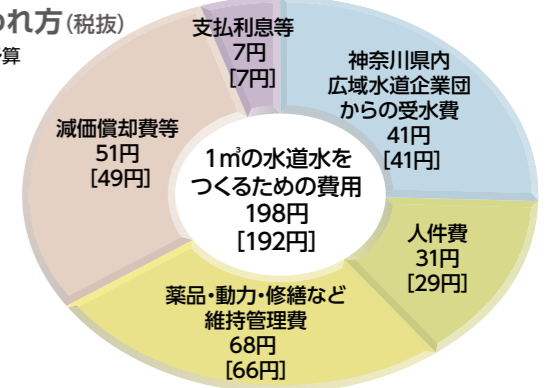 れ方(税抜)
算
支払利息等
7円
[7円]
神奈川県内
広域水道企業団
からの受水費
41円
[41円]
減価償却費等
51円
[49円]
1㎥の水道水を
つくるための費用
198円
[192円]
人件費
31円
[29円]
薬品・動力・修繕など
維持管理費
68円
[66円]